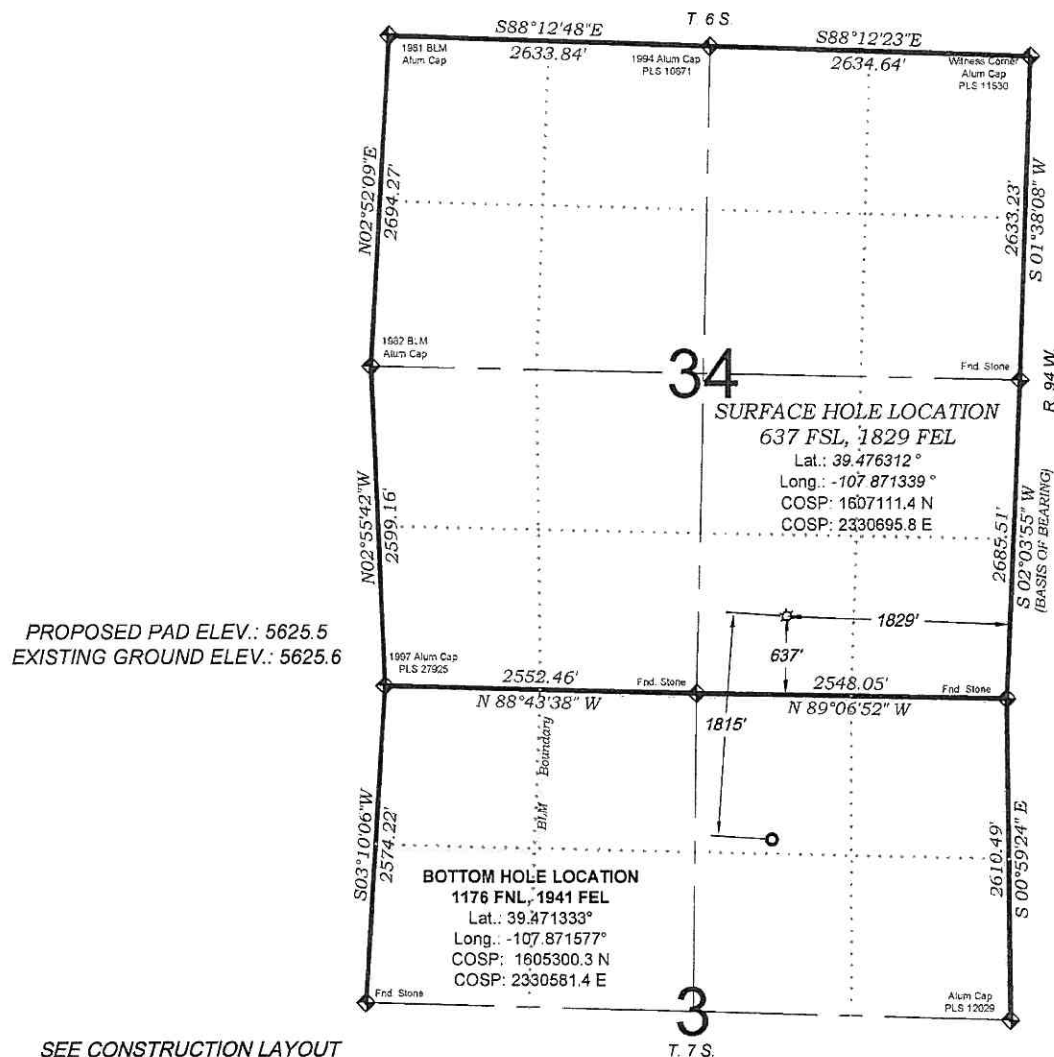 T. 6 S.
S88°12'48"E
2633.84'
S88°12'23"E
2634.64'
1981 BLM
Alum Cap
1994 Alum Cap
PLS 10871
Witness Corner
Alum Cap
PLS 11530
N02°52'09"E
2694.27'
2633.23'
S 01°38'08" W
1982 BLM
Alum Cap
34
Fnd. Stone
R. 94 W.
SURFACE HOLE LOCATION
637 FSL, 1829 FEL
Lat.: 39.476312 °
Long.: -107.871339 °
COSP: 1607111.4 N
COSP: 2330695.8 E
N02°55'42"W
2599.16'
2685.51'
S 02°03'55" W
(BASIS OF BEARING)
1829'
637'
PROPOSED PAD ELEV.: 5625.5
EXISTING GROUND ELEV.: 5625.6
1997 Alum Cap
PLS 27925
2552.46'
Fnd. Stone
2548.05'
Fnd. Stone
N 88°43'38" W
N 89°06'52" W
1815'
BLM Boundary
S03°10'06"W
2574.22'
2610.49'
S 00°59'24" E
BOTTOM HOLE LOCATION
1176 FNL, 1941 FEL
Lat.: 39.471333°
Long.: -107.871577°
COSP: 1605300.3 N
COSP: 2330581.4 E
Fnd. Stone
3
Alum Cap
PLS 12029
SEE CONSTRUCTION LAYOUT
T. 7 S.